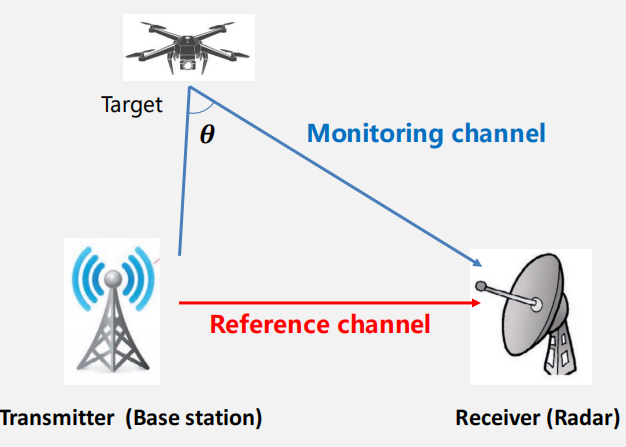 Target
θ
Monitoring channel
Reference channel
Transmitter (Base station)
Receiver (Radar)